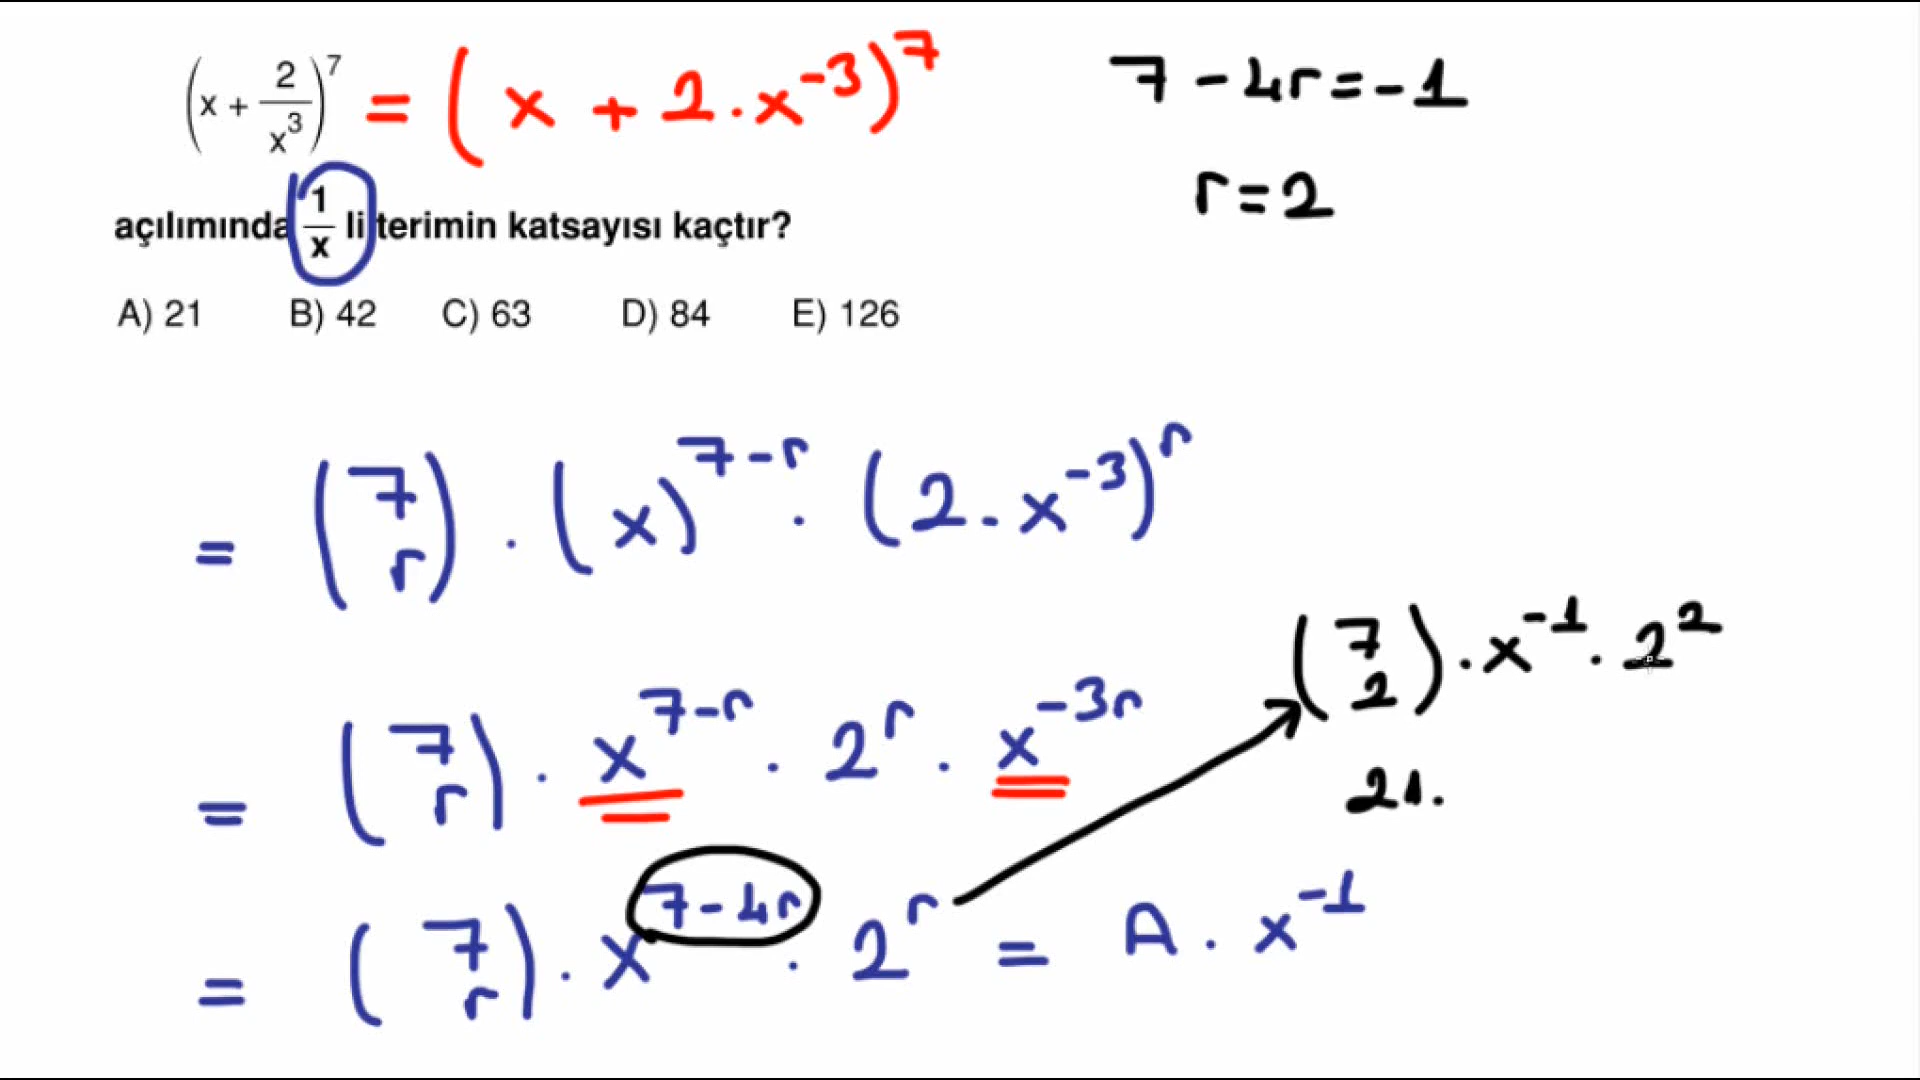 (x + 2/x³)⁷ = (x + 2.x⁻³)⁷
açılımında 1/x li terimin katsayısı kaçtır?
A) 21 B) 42 C) 63 D) 84 E) 126
7 - 4r = -1
r = 2
= (7 r) . (x)⁷⁻ʳ . (2.x⁻³)ʳ
= (7 r) . x⁷⁻ʳ . 2ʳ . x⁻³ʳ
= (7 r) . x⁷⁻⁴ʳ . 2ʳ = A . x⁻¹
(7 2) . x⁻¹ . 2²
21.